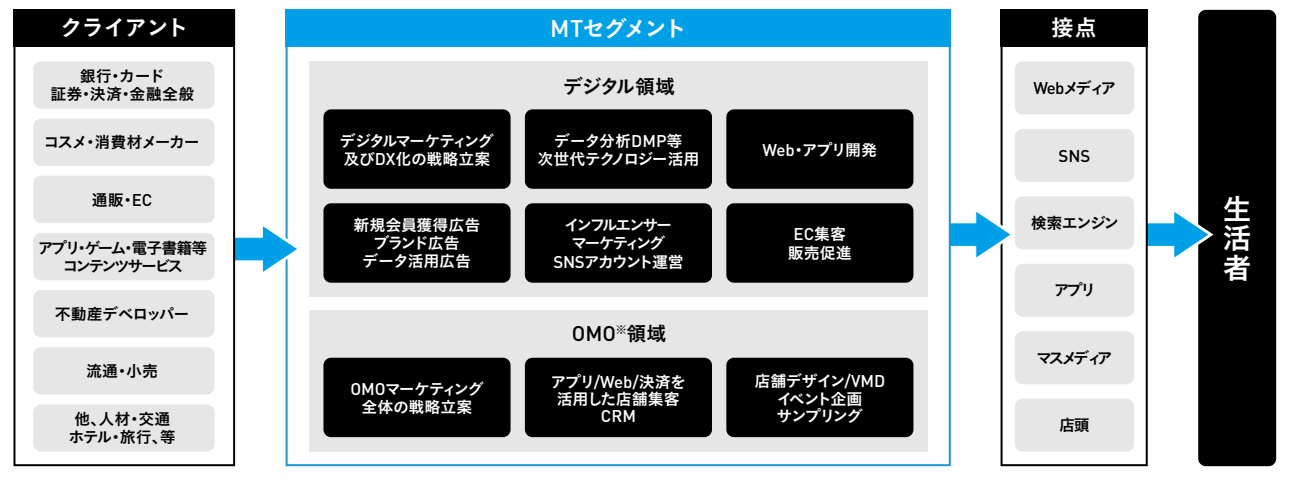 クライアント
銀行・カード
証券・決済・金融全般
コスメ・消費材メーカー
通販・EC
アプリ・ゲーム・電子書籍等
コンテンツサービス
不動産デベロッパー
流通・小売
他、人材・交通
ホテル・旅行、等
MTセグメント
デジタル領域
デジタルマーケティング
及びDX化の戦略立案
データ分析DMP等
次世代テクノロジー活用
Web・アプリ開発
新規会員獲得広告
ブランド広告
データ活用広告
インフルエンサー
マーケティング
SNSアカウント運営
EC集客
販売促進
OMO※領域
OMOマーケティング
全体の戦略立案
アプリ/Web/決済を
活用した店舗集客
CRM
店舗デザイン/VMD
イベント企画
サンプリング
接点
Webメディア
SNS
検索エンジン
アプリ
マスメディア
店頭
生活者